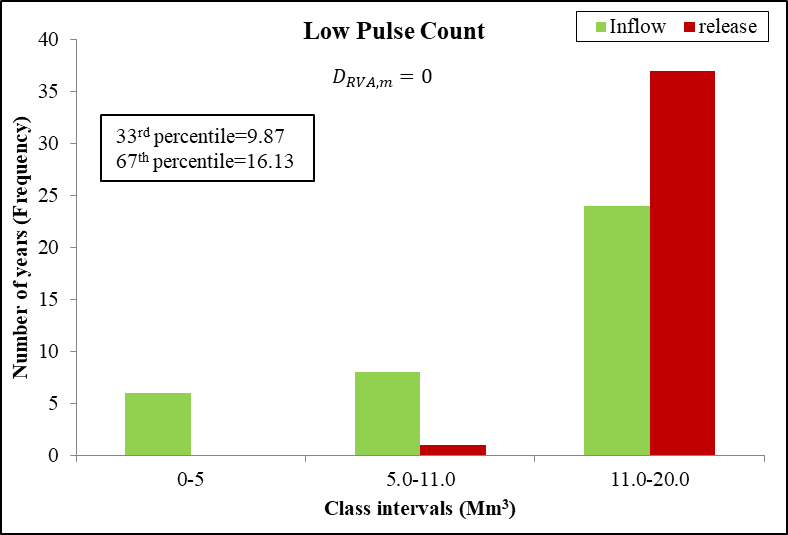 Low Pulse Count
Inflow release
D_{RVA,m} = 0
33rd percentile=9.87
67th percentile=16.13
Number of years (Frequency)
40
35
30
25
20
15
10
5
0
0-5 5.0-11.0 11.0-20.0
Class intervals (Mm³)